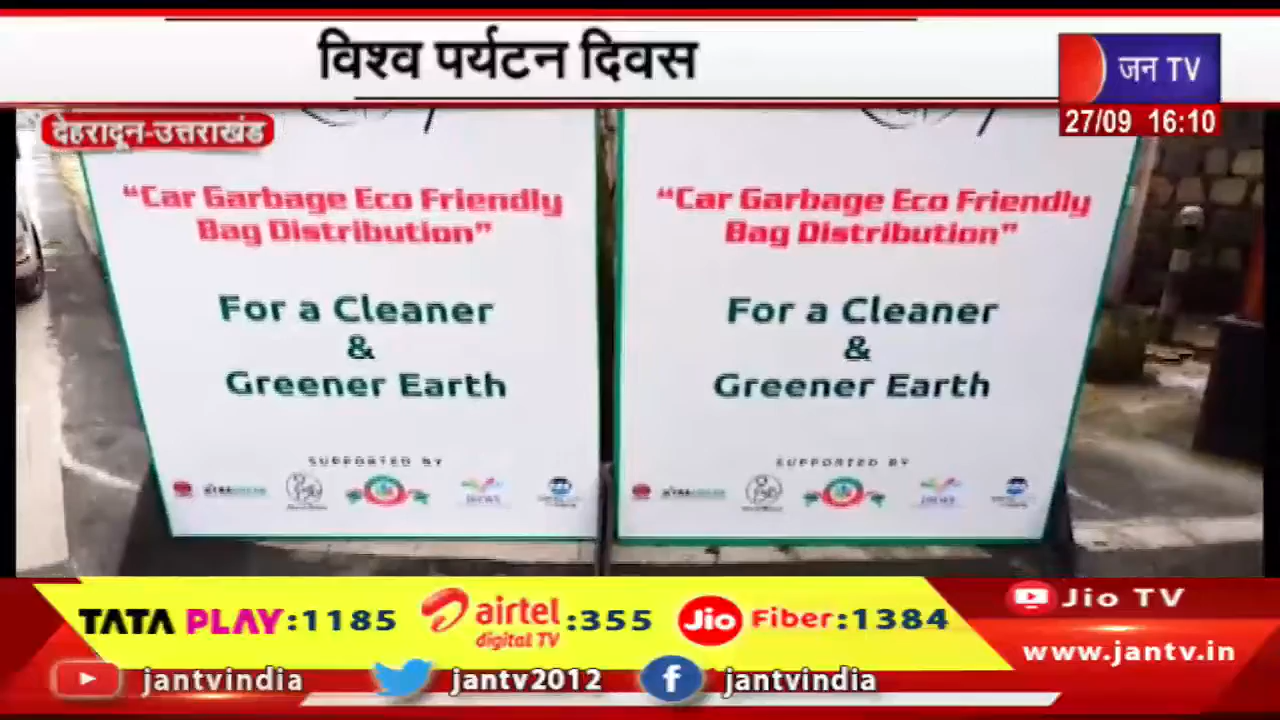 विश्व पर्यटन दिवस
जन TV
27/09 16:10
देहरादून-उत्तराखंड
“Car Garbage Eco Friendly
Bag Distribution”
For a Cleaner
&
Greener Earth
SUPPORTED BY
“Car Garbage Eco Friendly
Bag Distribution”
For a Cleaner
&
Greener Earth
SUPPORTED BY
TATA PLAY:1185
airtel
digital TV
:355
Jio Fiber:1384
Jio TV
www.jantv.in
jantvindia
jantv2012
jantvindia